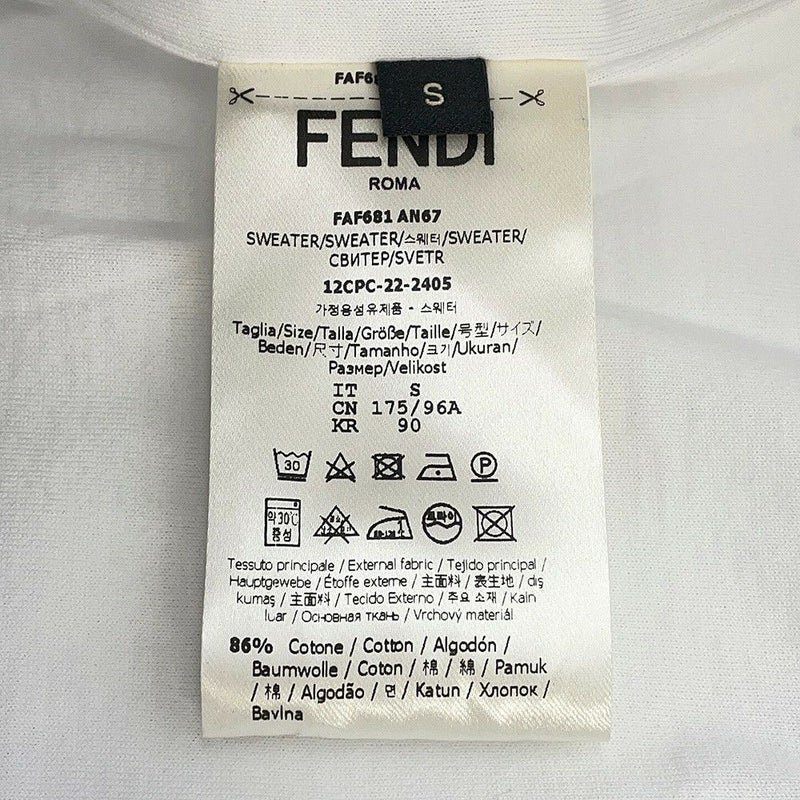 S
FENDI
ROMA
FAF681 AN67
SWEATER/SWEATER/스웨터/SWEATER/
СВИТЕР/SVETR
12CPC-22-2405
가정용섬유제품 - 스웨터
Taglia/Size/Talla/Größe/Taille/号型/サイズ/
Beden/尺寸/Tamanho/크기/Ukuran/
Размер/Velikost
IT S
CN 175/96A
KR 90
30 P
약30℃
중성 드라이
Tessuto principale / External fabric / Tejido principal /
Hauptgewebe / Étoffe externe / 主面料 / 表生地 / dış
kumaş / 主面料 / Tecido Externo / 주요 소재 / Kain
luar / Основная ткань / Vrchový materiál
86% Cotone / Cotton / Algodón /
Baumwolle / Coton / 棉 / 綿 / Pamuk
/ 棉 / Algodão / 면 / Katun / Хлопок /
Bavlna